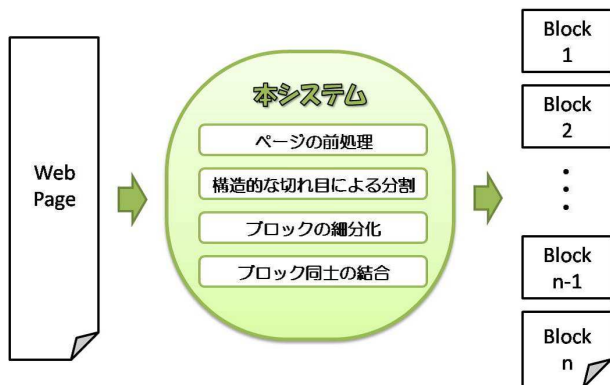 Web
Page
本システム
ページの前処理
構造的な切れ目による分割
ブロックの細分化
ブロック同士の結合
Block
1
Block
2
Block
n-1
Block
n